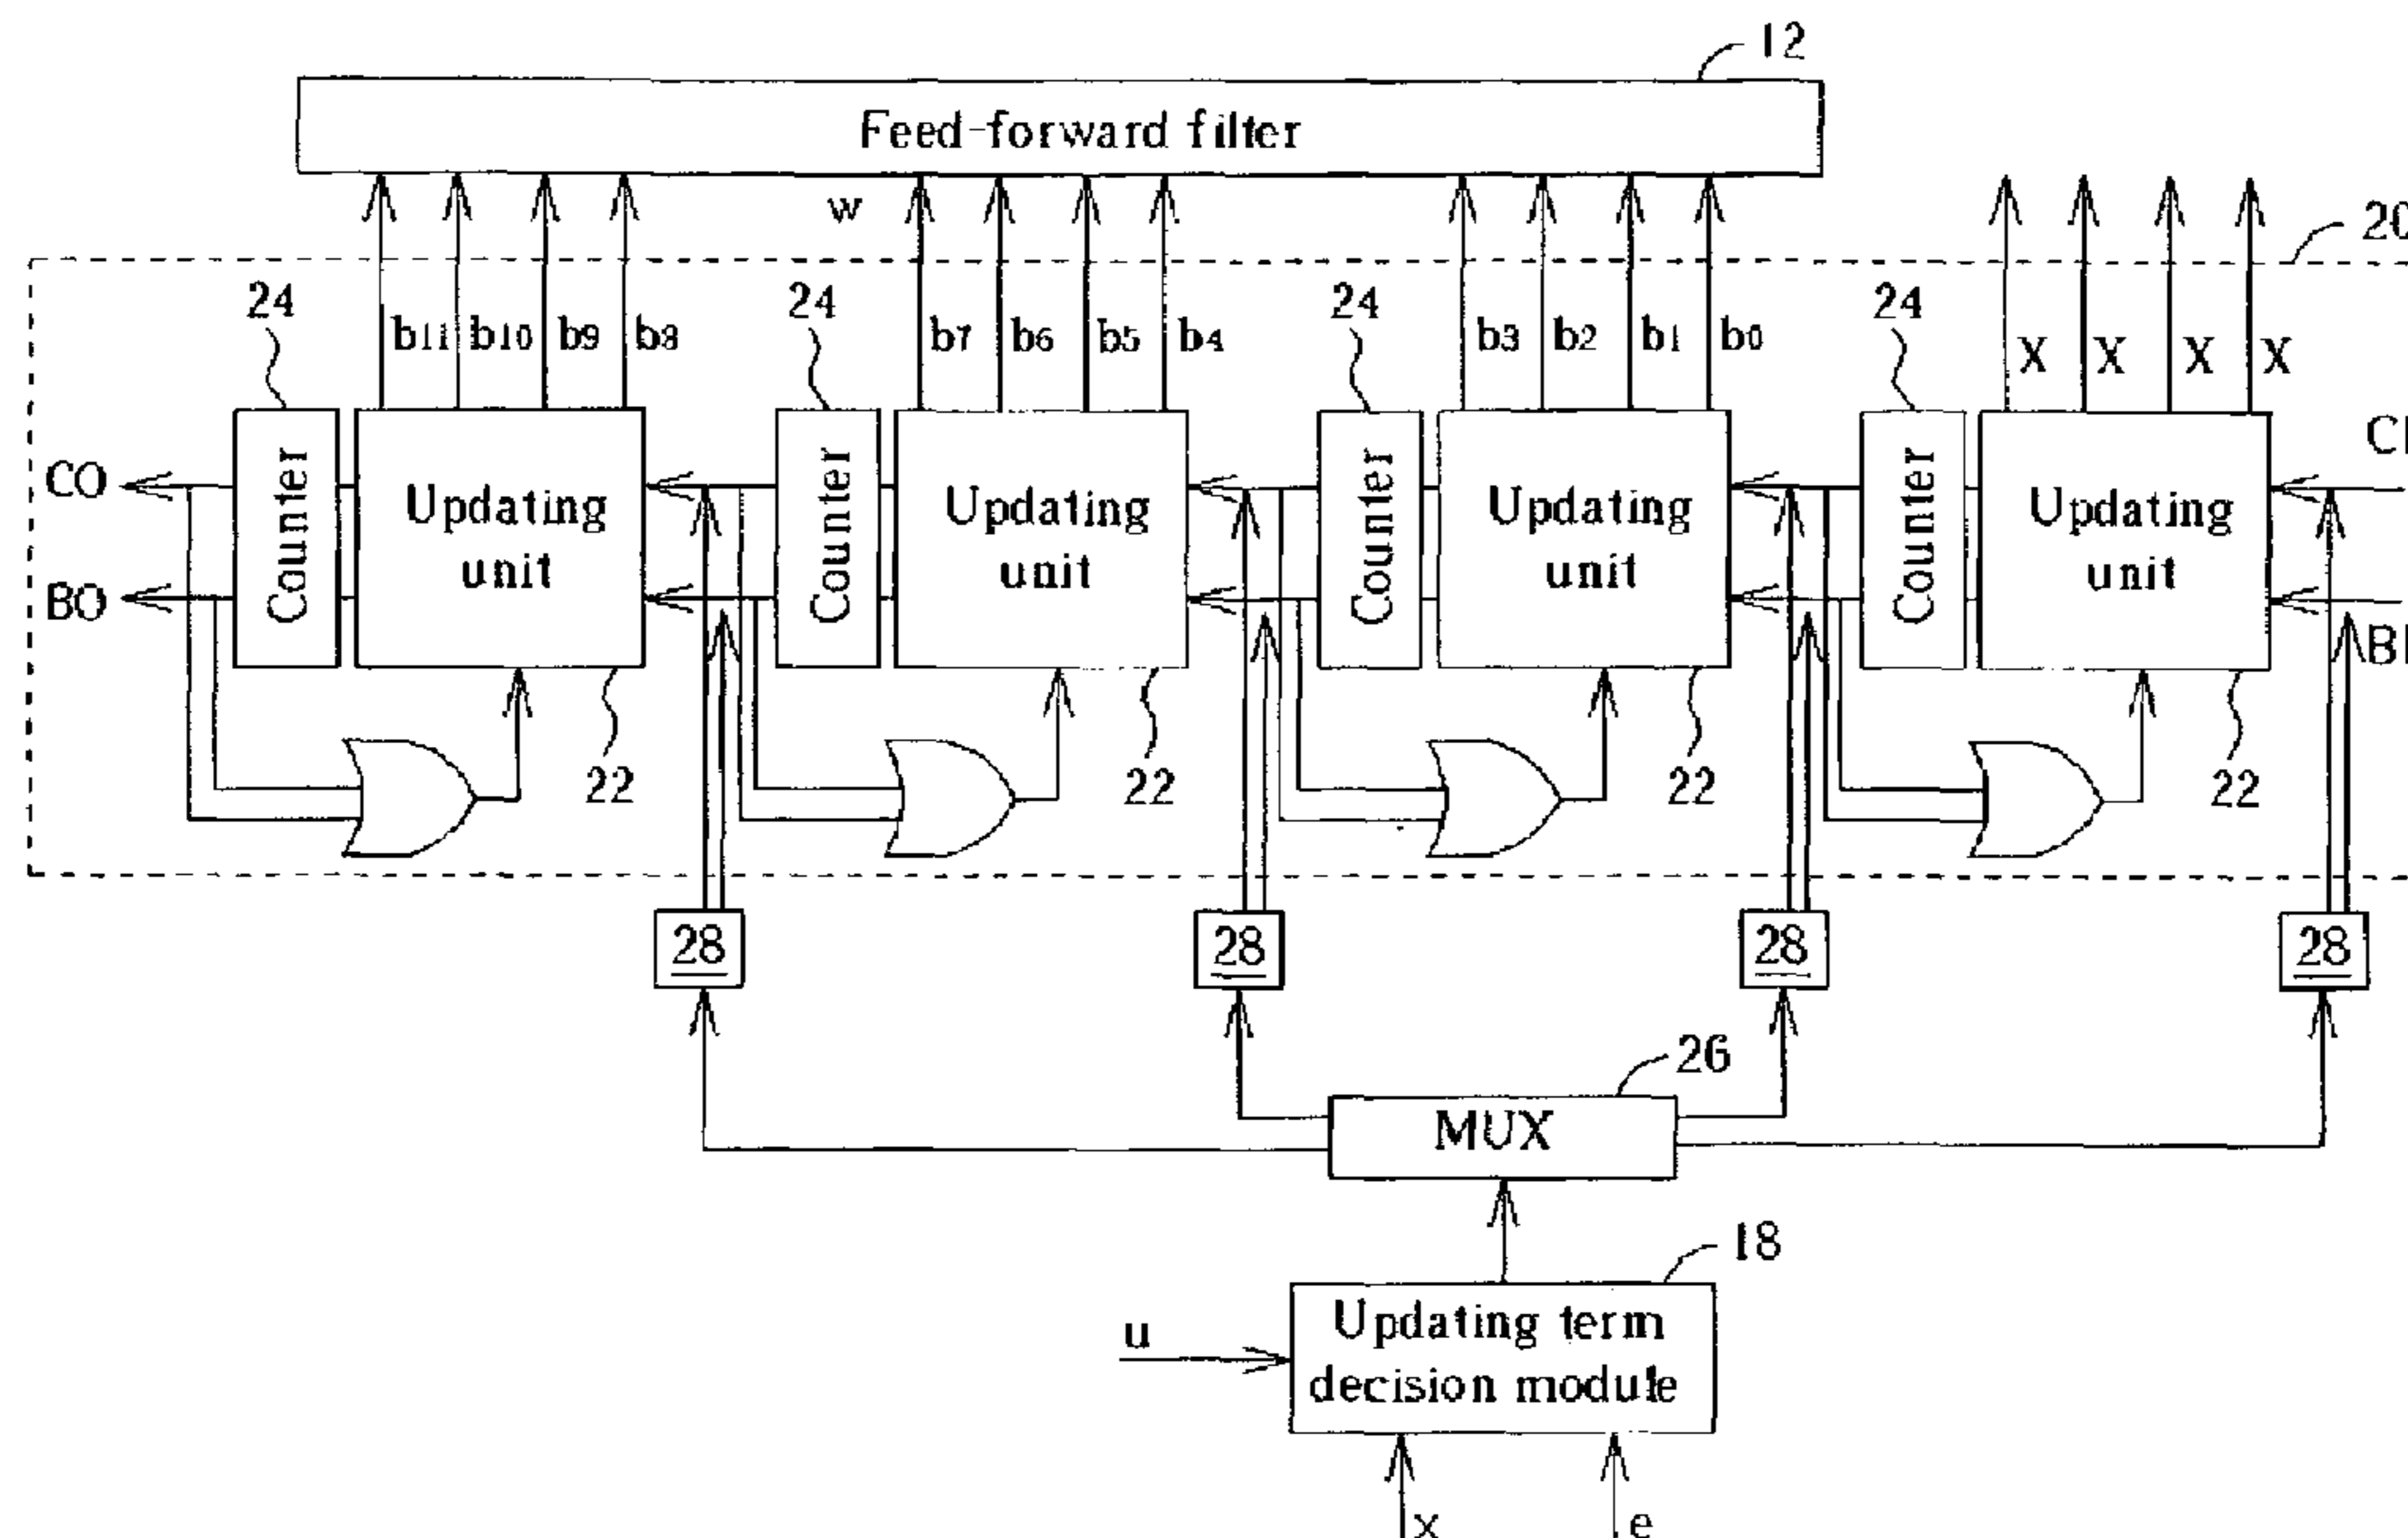 12
Feed-forward filter
w
20
24 24 24 24
b11 b10 b9 b8 b7 b6 b5 b4 b3 b2 b1 b0 X X X X
CO
BO
Counter
Updating
unit
Counter
Updating
unit
Counter
Updating
unit
Counter
Updating
unit
CI
BI
22 22 22 22
28 28 28 28
26
MUX
18
Updating term
decision module
u
x e